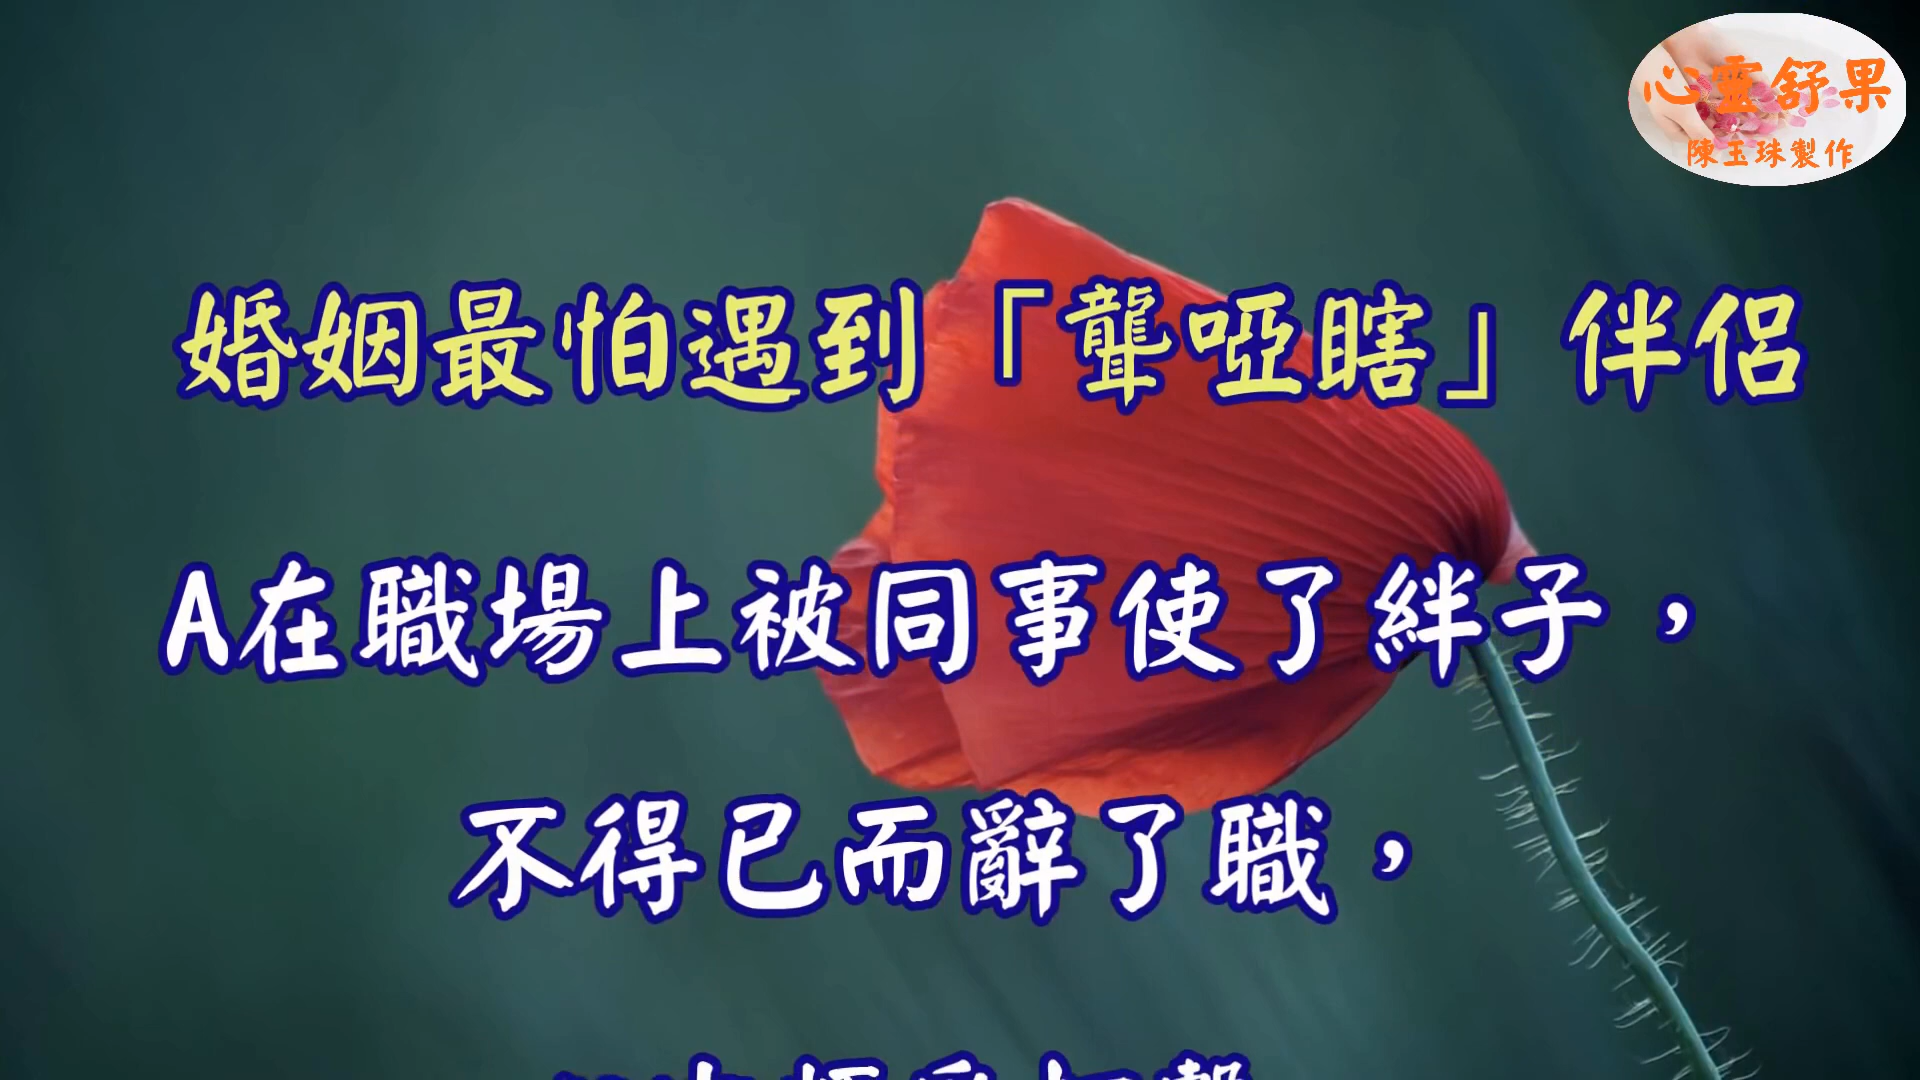 心靈舒果
陳玉珠製作
婚姻最怕遇到「聾啞瞎」伴侶
A在職場上被同事使了絆子，
不得已而辭了職，